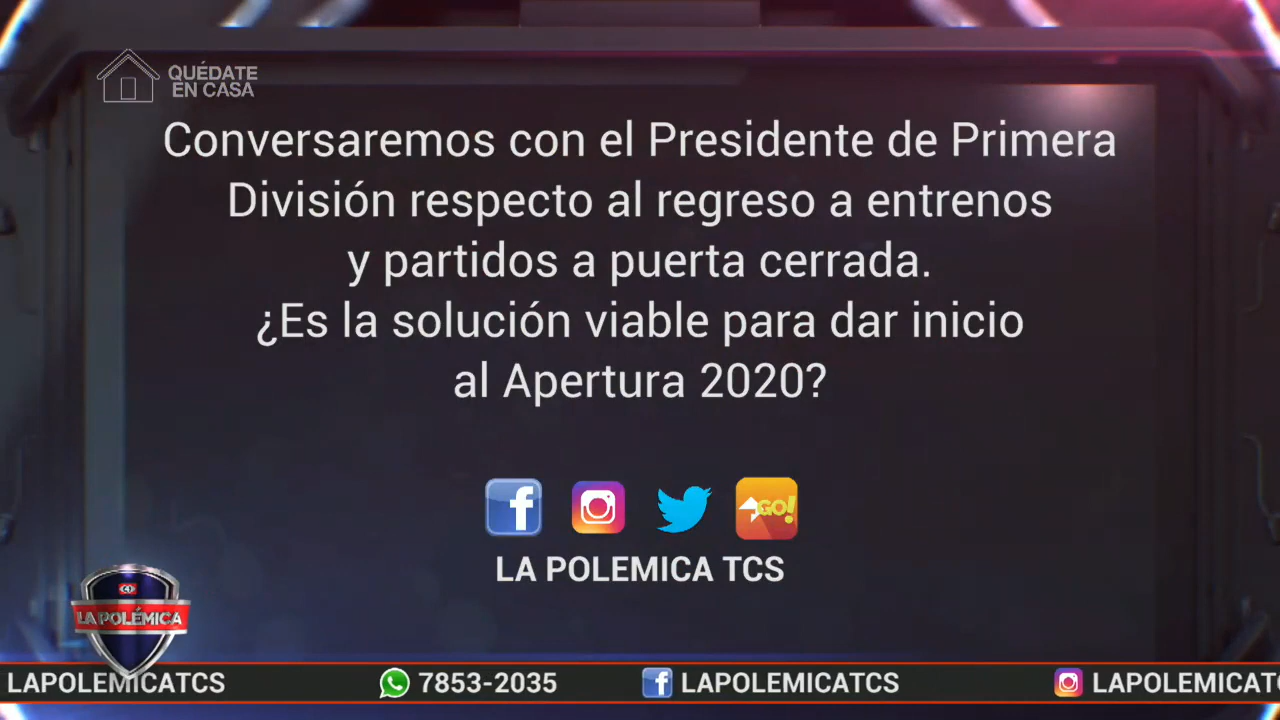 QUÉDATE
EN CASA
Conversaremos con el Presidente de Primera
División respecto al regreso a entrenos
y partidos a puerta cerrada.
¿Es la solución viable para dar inicio
al Apertura 2020?
GO!
LA POLEMICA TCS
4
LA POLÉMICA
LAPOLEMICATCS 7853-2035 LAPOLEMICATCS LAPOLEMICATC